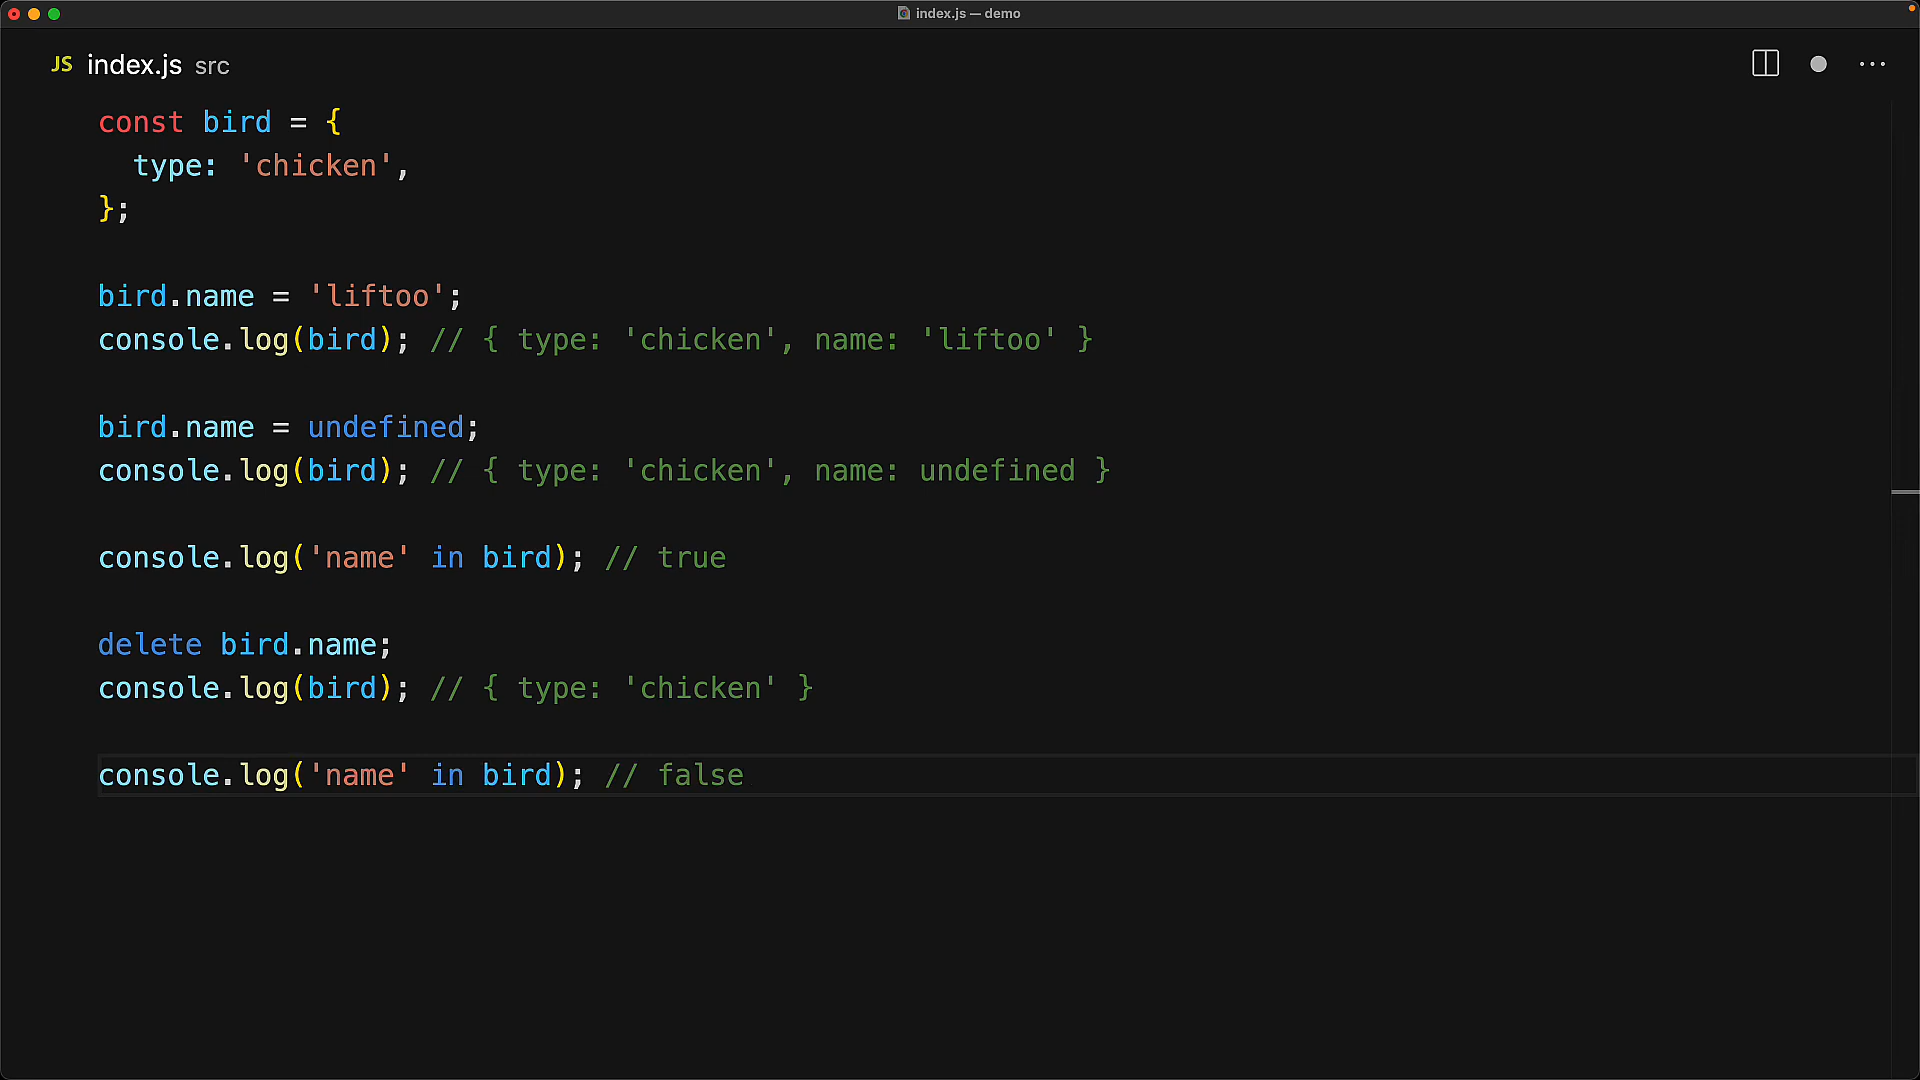 index.js — demo
JS index.js src
const bird = {
  type: 'chicken',
};
bird.name = 'liftoo';
console.log(bird); // { type: 'chicken', name: 'liftoo' }
bird.name = undefined;
console.log(bird); // { type: 'chicken', name: undefined }
console.log('name' in bird); // true
delete bird.name;
console.log(bird); // { type: 'chicken' }
console.log('name' in bird); // false